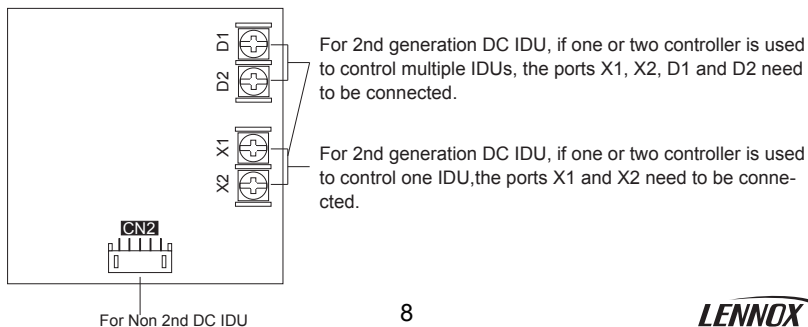 D1
D2
X1
X2
CN2
For 2nd generation DC IDU, if one or two controller is used
to control multiple IDUs, the ports X1, X2, D1 and D2 need
to be connected.
For 2nd generation DC IDU, if one or two controller is used
to control one IDU,the ports X1 and X2 need to be conne-
cted.
For Non 2nd DC IDU
8
LENNOX